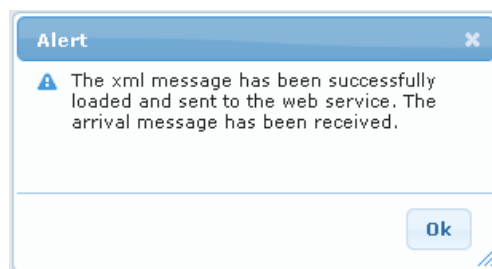 Alert
The xml message has been successfully
loaded and sent to the web service. The
arrival message has been received.
Ok